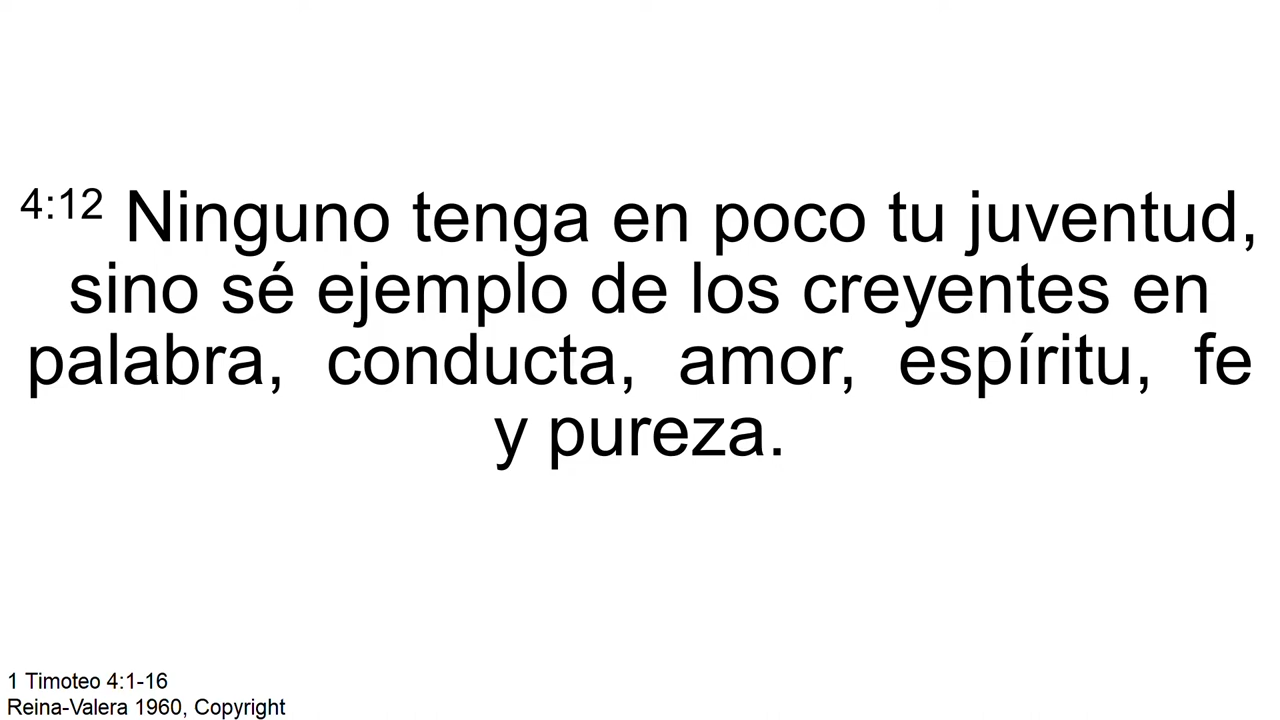 4:12 Ninguno tenga en poco tu juventud,
sino sé ejemplo de los creyentes en
palabra, conducta, amor, espíritu, fe
y pureza.
1 Timoteo 4:1-16
Reina-Valera 1960, Copyright